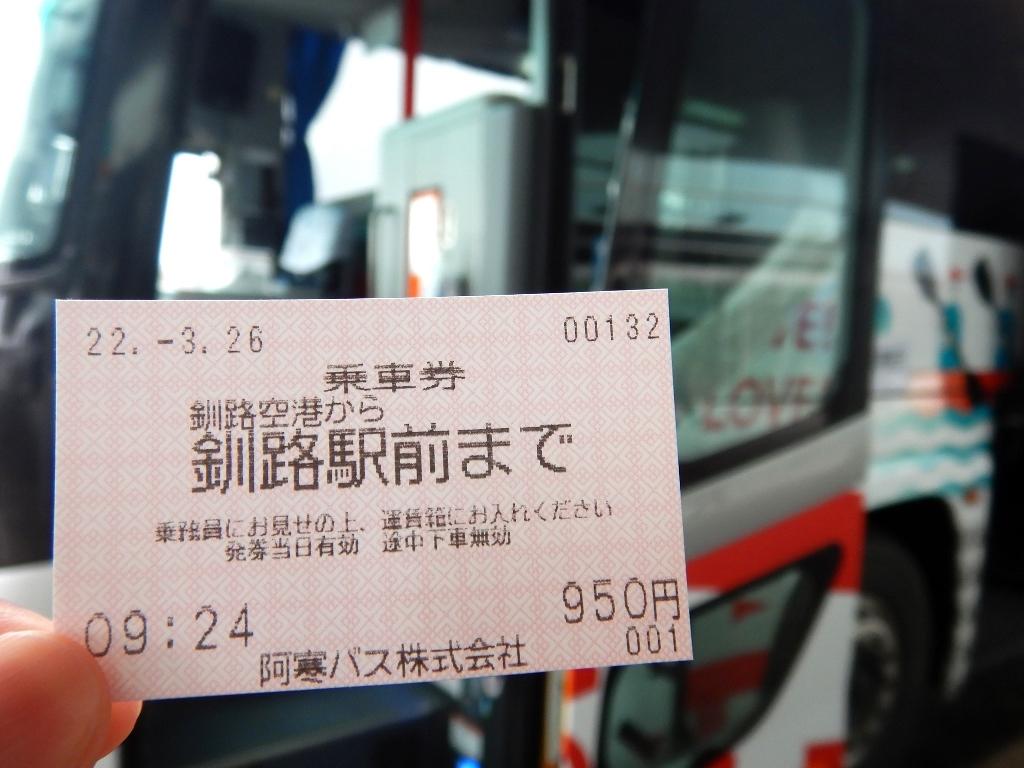 22.-3.26
00132
乗車券
釧路空港から
釧路駅前まで
乗務員にお見せの上、運賃箱にお入れください
発券当日有効 途中下車無効
09:24
950円
001
阿寒バス株式会社
LOVE